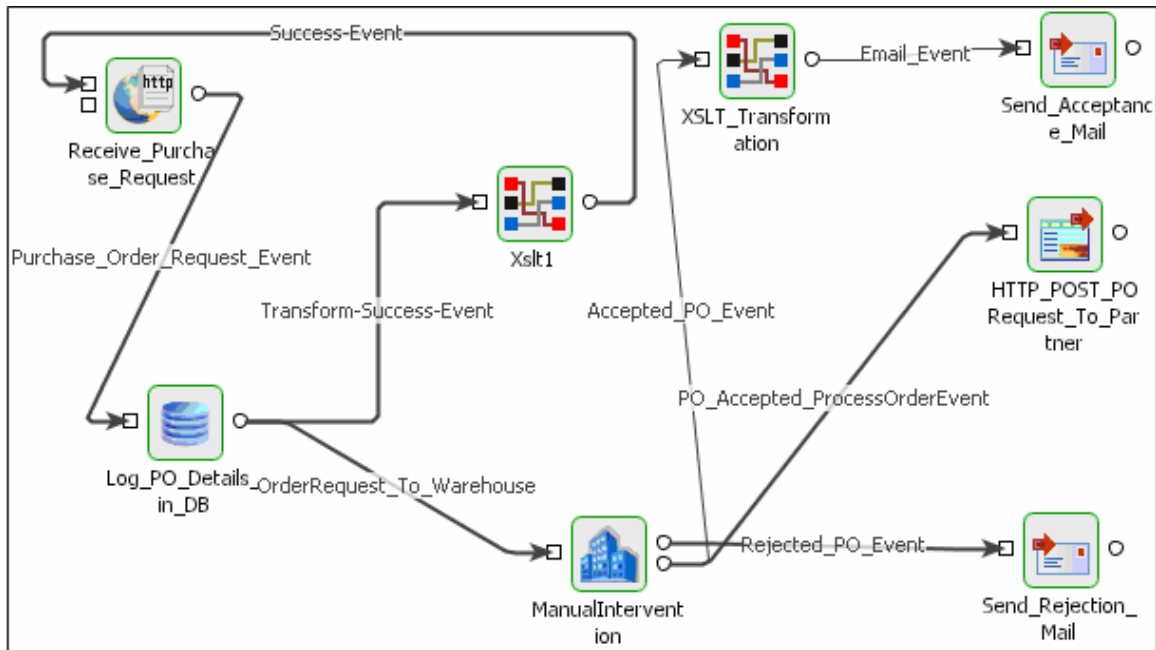 Success-Event
Email_Event
http
Receive_Purcha
se_Request
XSLT_Transform
ation
Send_Acceptanc
e_Mail
Xslt1
Purchase_Order_Request_Event
Transform-Success-Event
Accepted_PO_Event
HTTP_POST_PO
Request_To_Par
tner
PO_Accepted_ProcessOrderEvent
Log_PO_Details_
in_DB
OrderRequest_To_Warehouse
Rejected_PO_Event
ManualIntervent
ion
Send_Rejection_
Mail